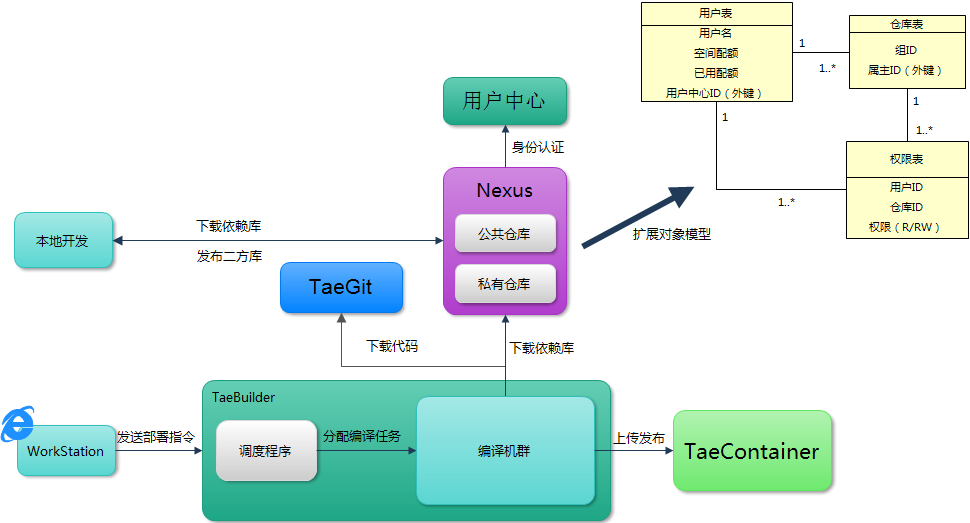 用户表
用户名
空间配额
已用配额
用户中心ID（外键）
仓库表
组ID
属主ID（外键）
1
1..*
1
1..*
1
1..*
权限表
用户ID
仓库ID
权限（R/RW）
用户中心
身份认证
Nexus
公共仓库
私有仓库
扩展对象模型
本地开发
下载依赖库
发布二方库
TaeGit
下载代码
下载依赖库
TaeBuilder
WorkStation
发送部署指令
调度程序
分配编译任务
编译机群
上传发布
TaeContainer